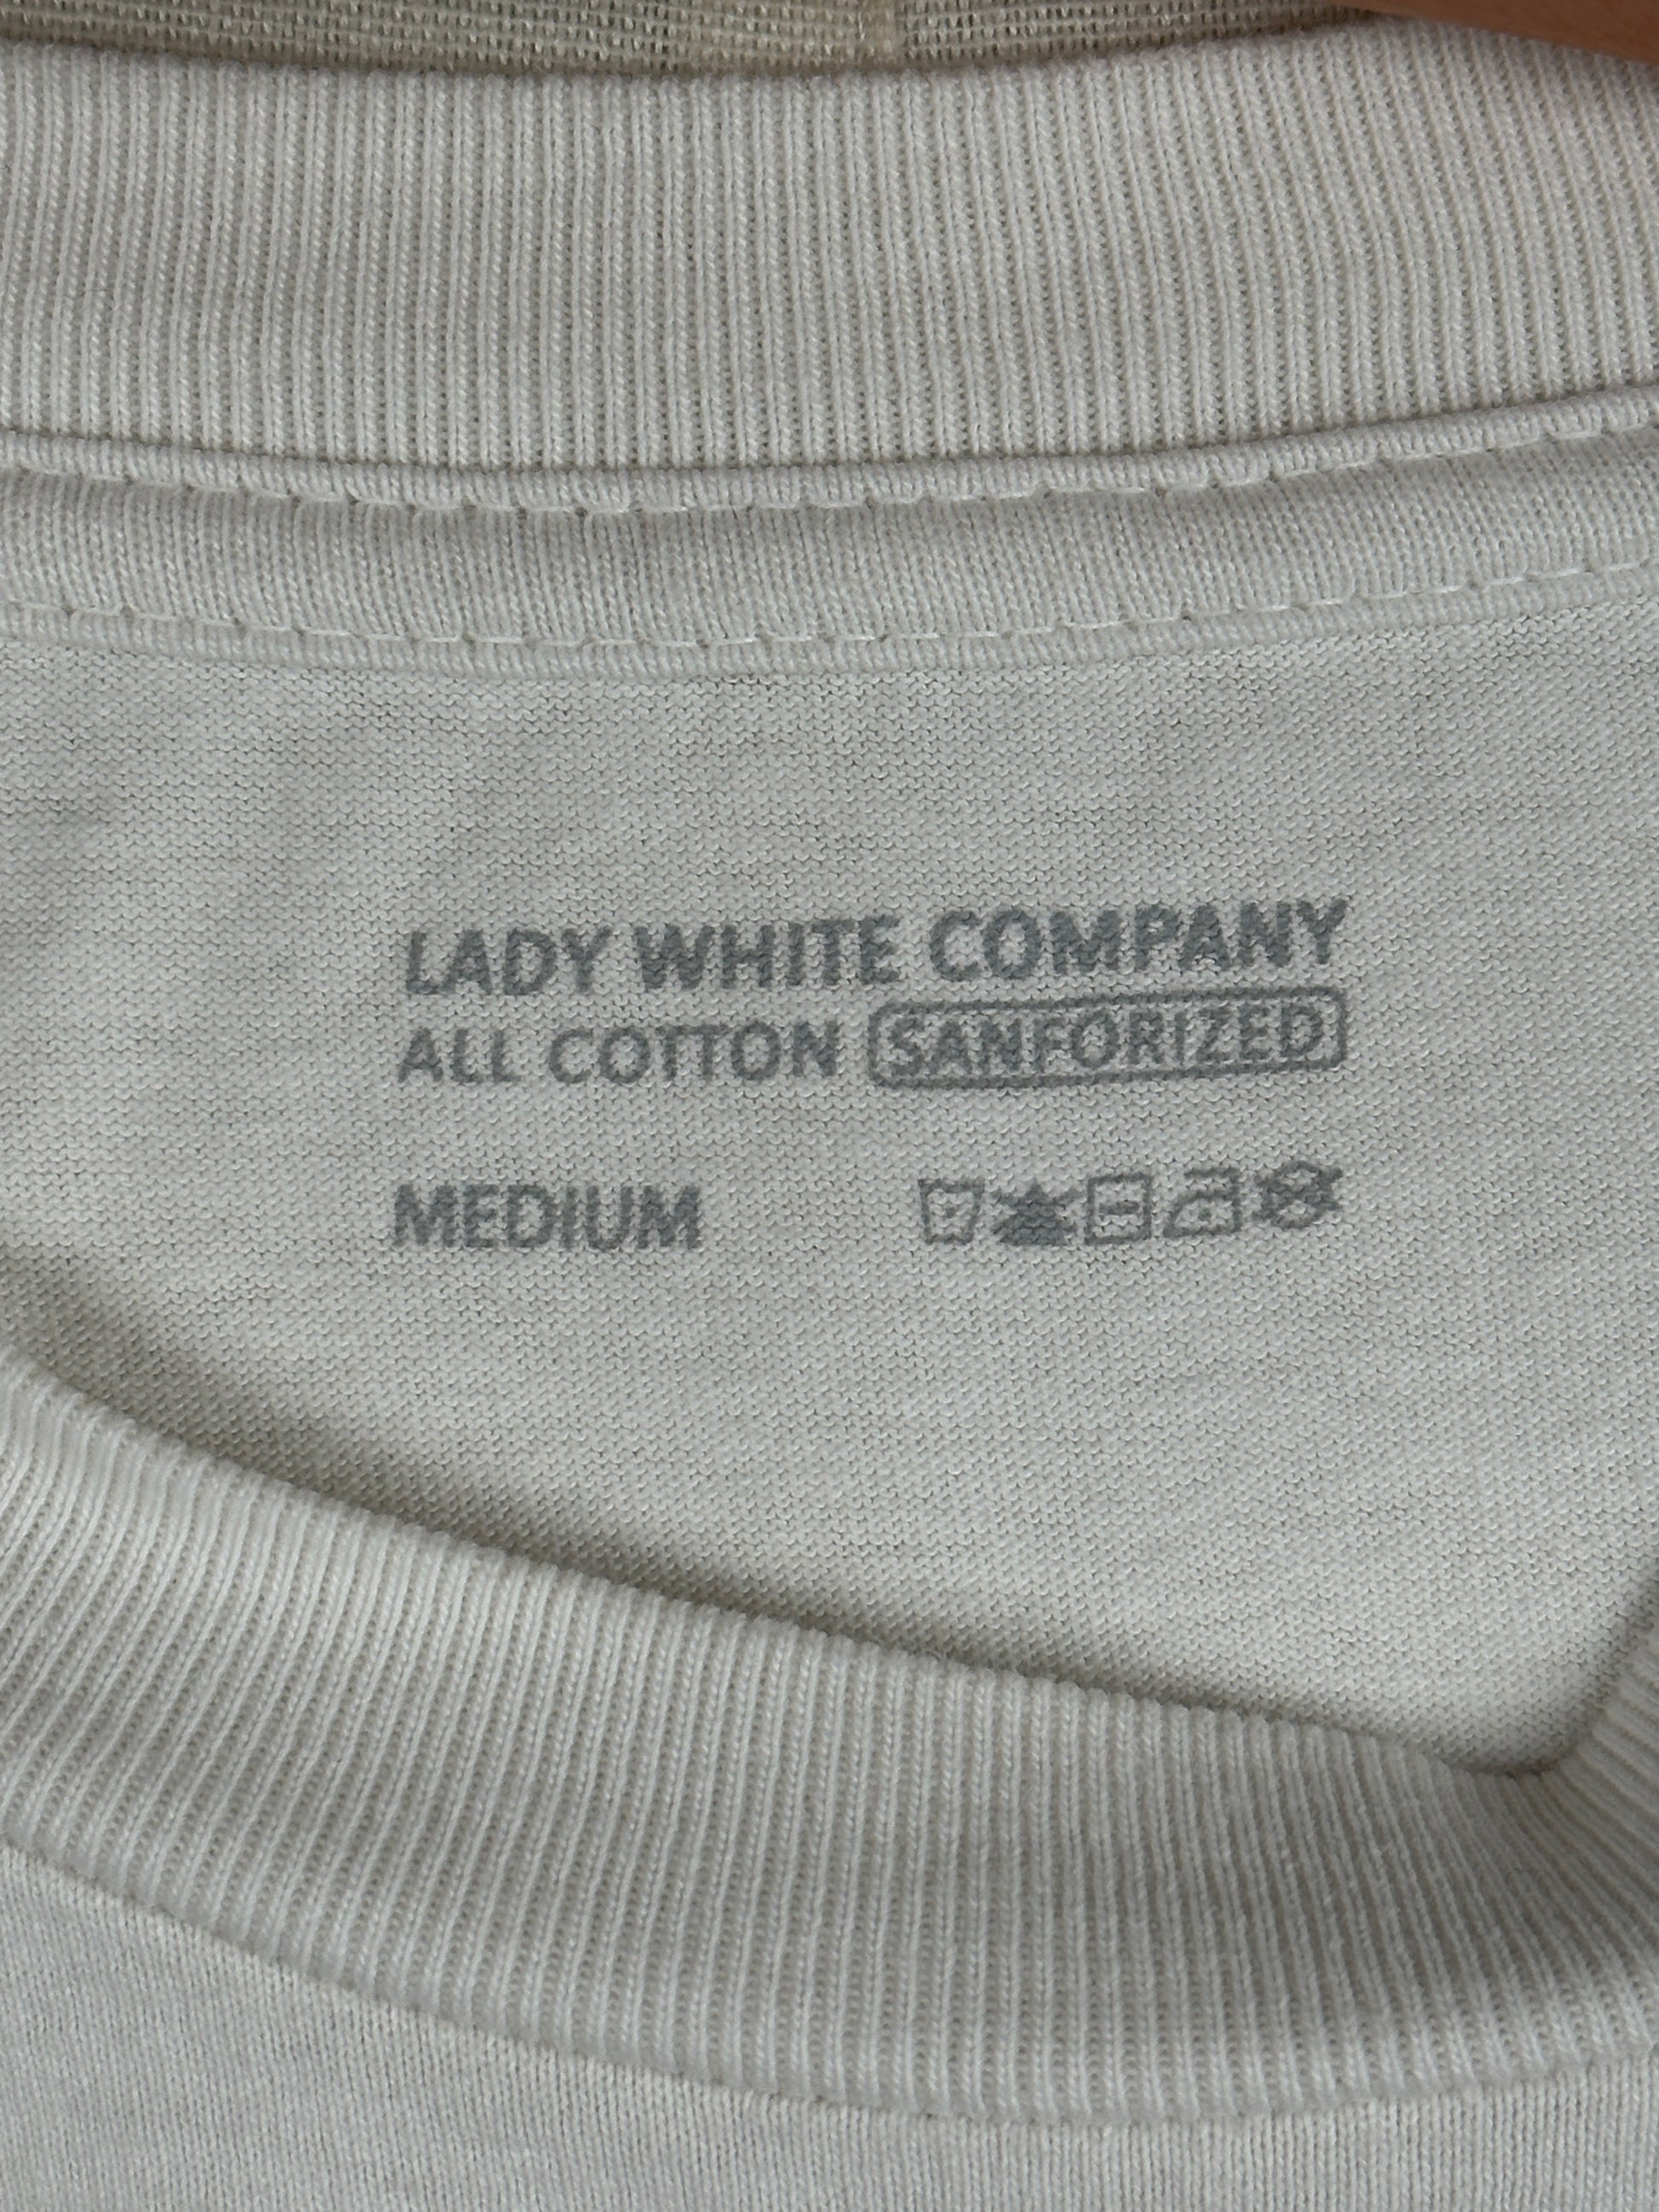 LADY WHITE COMPANY
ALL COTTON SANFORIZED
MEDIUM